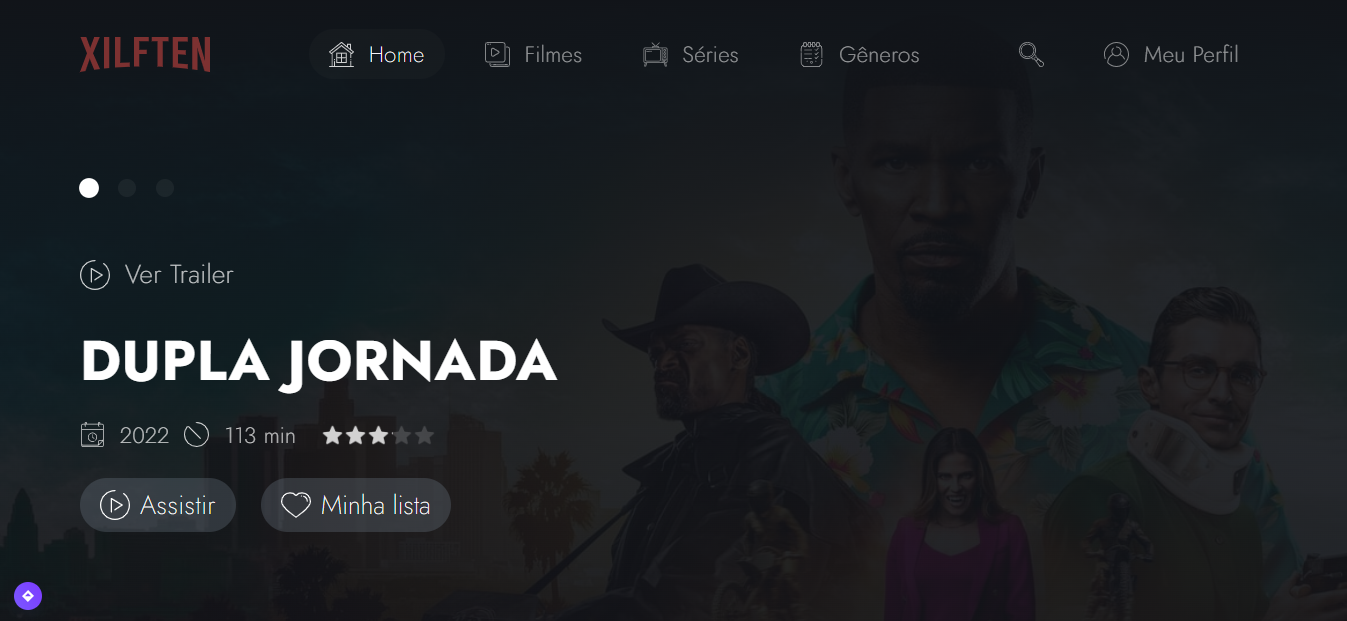 XILFTEN Home Filmes Séries Gêneros Meu Perfil
Ver Trailer
DUPLA JORNADA
2022 113 min
Assistir Minha lista